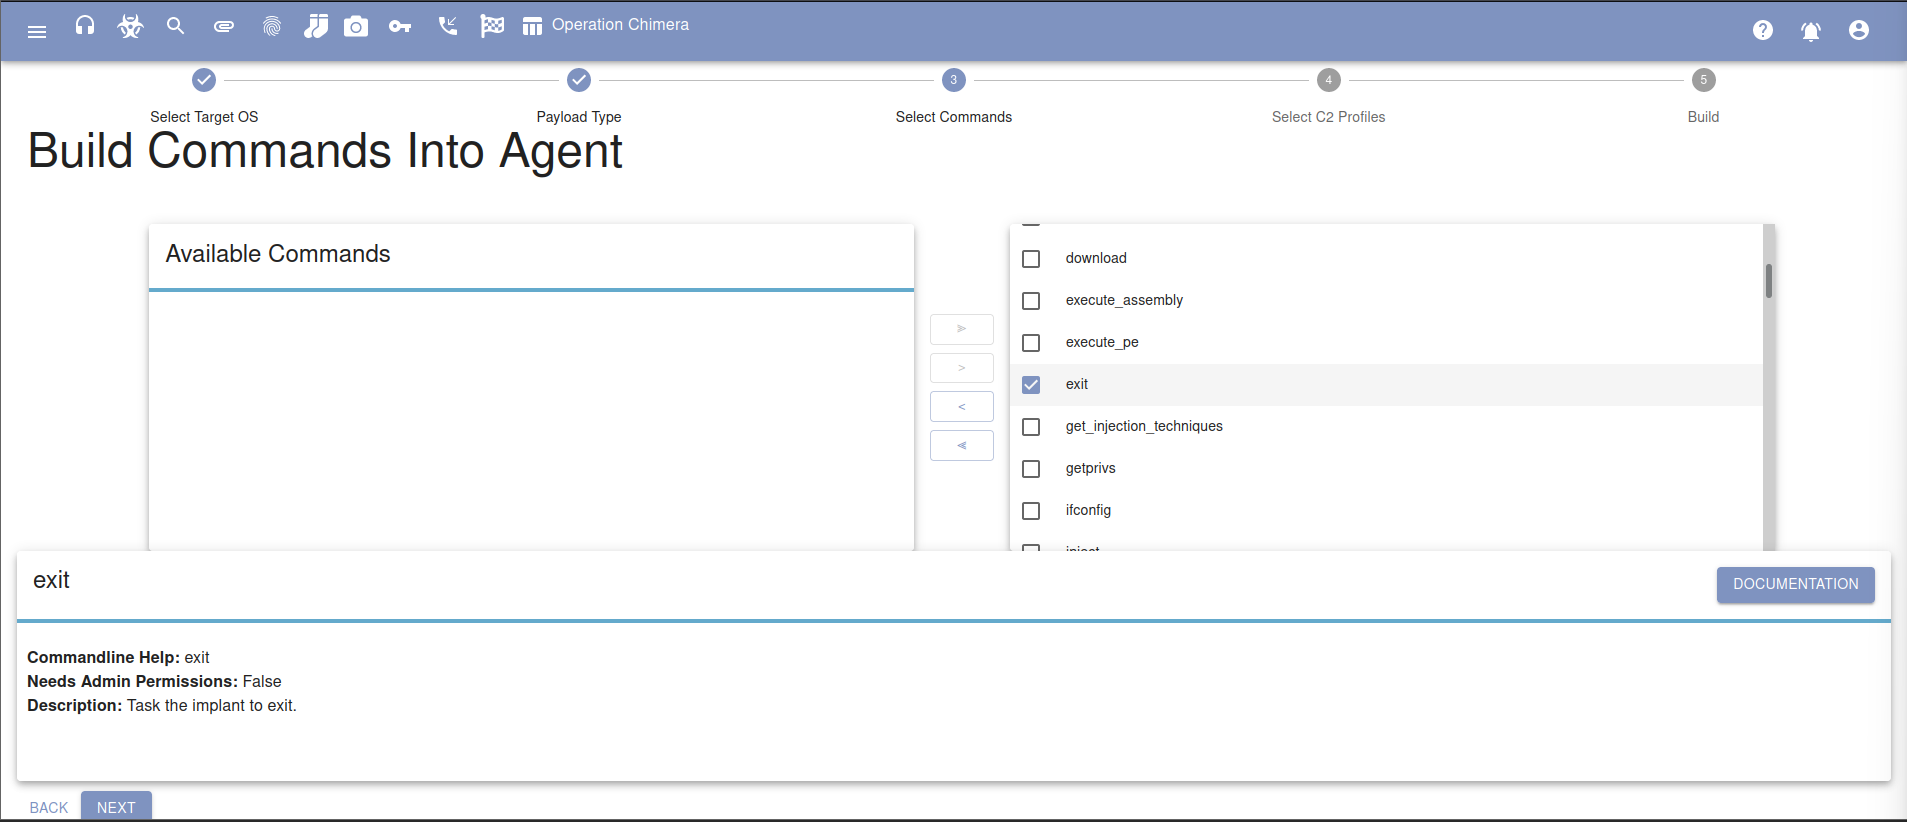 Operation Chimera
3
4
5
Select Target OS
Payload Type
Select Commands
Select C2 Profiles
Build
Build Commands Into Agent
Available Commands
download
execute_assembly
execute_pe
exit
get_injection_techniques
getprivs
ifconfig
inject
>
<
exit
DOCUMENTATION
Commandline Help: exit
Needs Admin Permissions: False
Description: Task the implant to exit.
BACK
NEXT